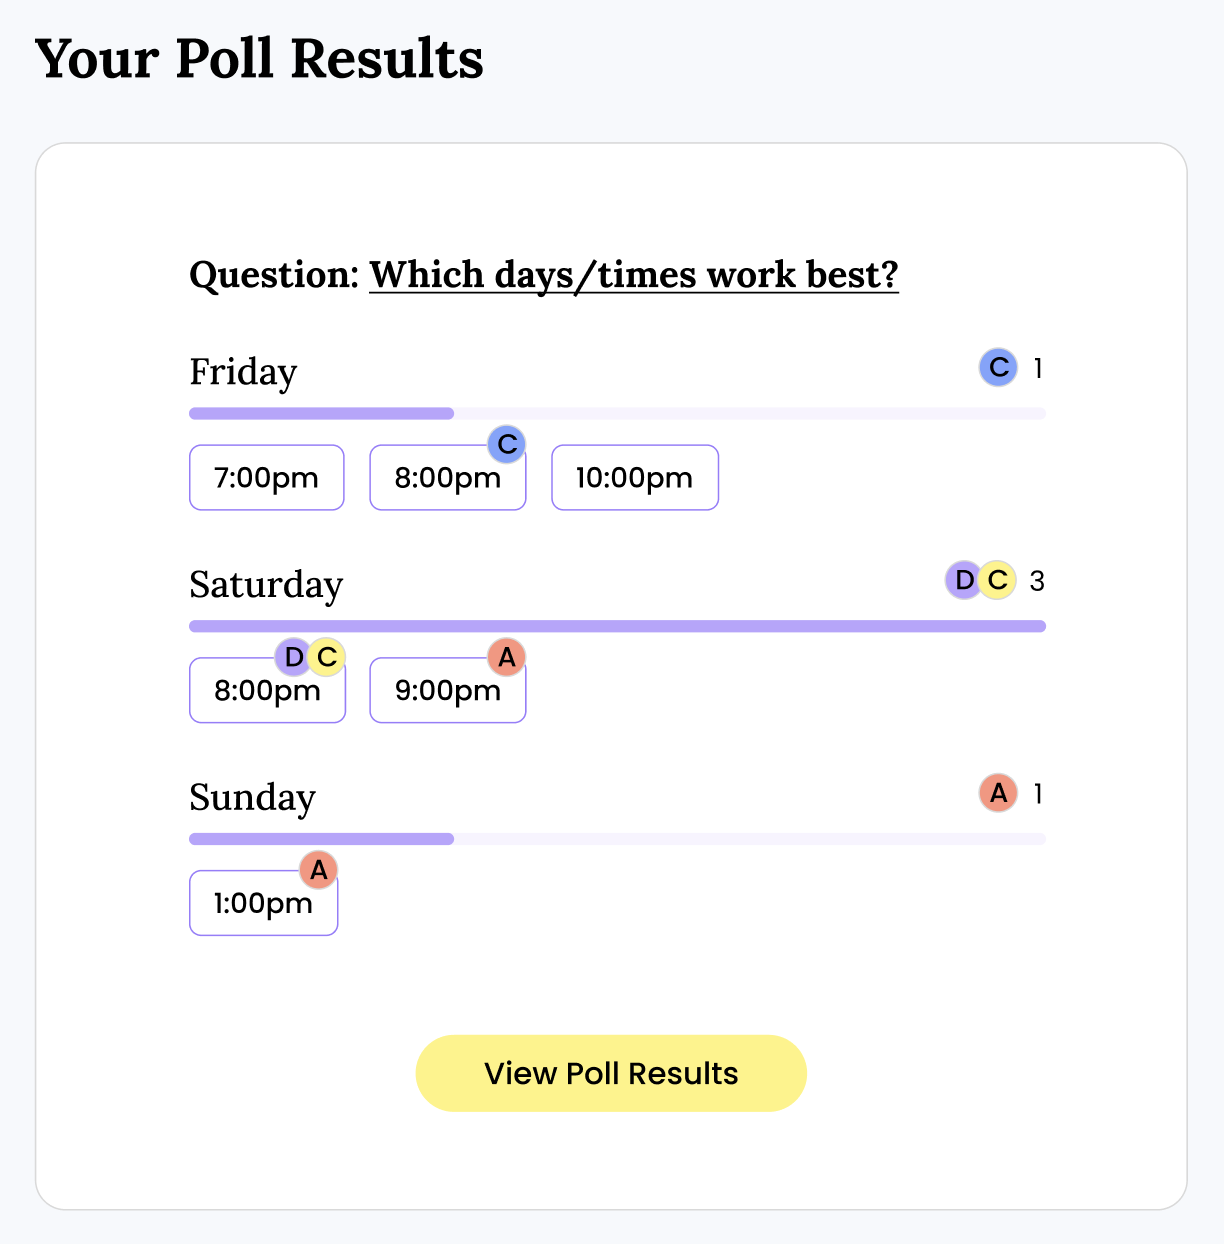 Your Poll Results
Question: Which days/times work best?
Friday
C 1
7:00pm
8:00pm
C
10:00pm
Saturday
D C 3
8:00pm
D C
9:00pm
A
Sunday
A 1
1:00pm
A
View Poll Results